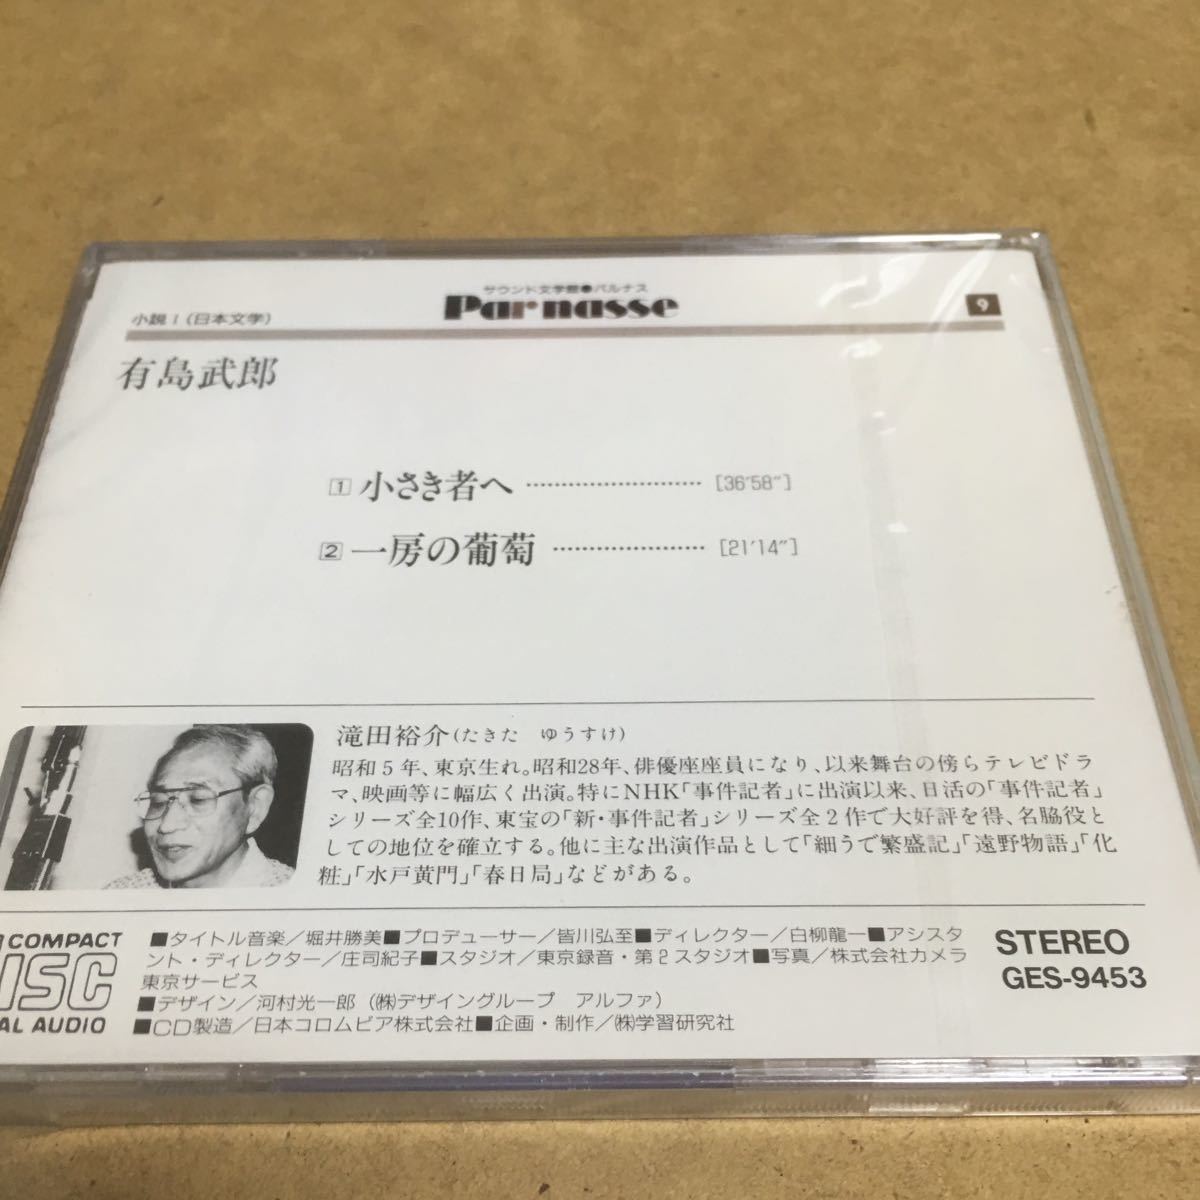 サウンド文学館●パルナス
Parnasse
小説 I（日本文学）
9
有島武郎
1 小さき者へ ……………………… [36′58″]
2 一房の葡萄 ………………… [21′14″]
滝田裕介(たきた ゆうすけ)
昭和5年、東京生れ。昭和28年、俳優座座員になり、以来舞台の傍らテレビドラ
マ、映画等に幅広く出演。特にNHK「事件記者」に出演以来、日活の「事件記者」
シリーズ全10作、東宝の「新・事件記者」シリーズ全2作で大好評を得、名脇役と
しての地位を確立する。他に主な出演作品として「細うで繁盛記」「遠野物語」「化
粧」「水戸黄門」「春日局」などがある。
COMPACT
DISC
AL AUDIO
■タイトル音楽／堀井勝美■プロデューサー／皆川弘至■ディレクター／白柳龍一■アシスタ
ント・ディレクター／庄司紀子■スタジオ／東京録音・第2スタジオ■写真／株式会社カメラ
東京サービス
■デザイン／河村光一郎（㈱デザイングループ アルファ）
■CD製造／日本コロムビア株式会社■企画・制作／㈱学習研究社
STEREO
GES-9453